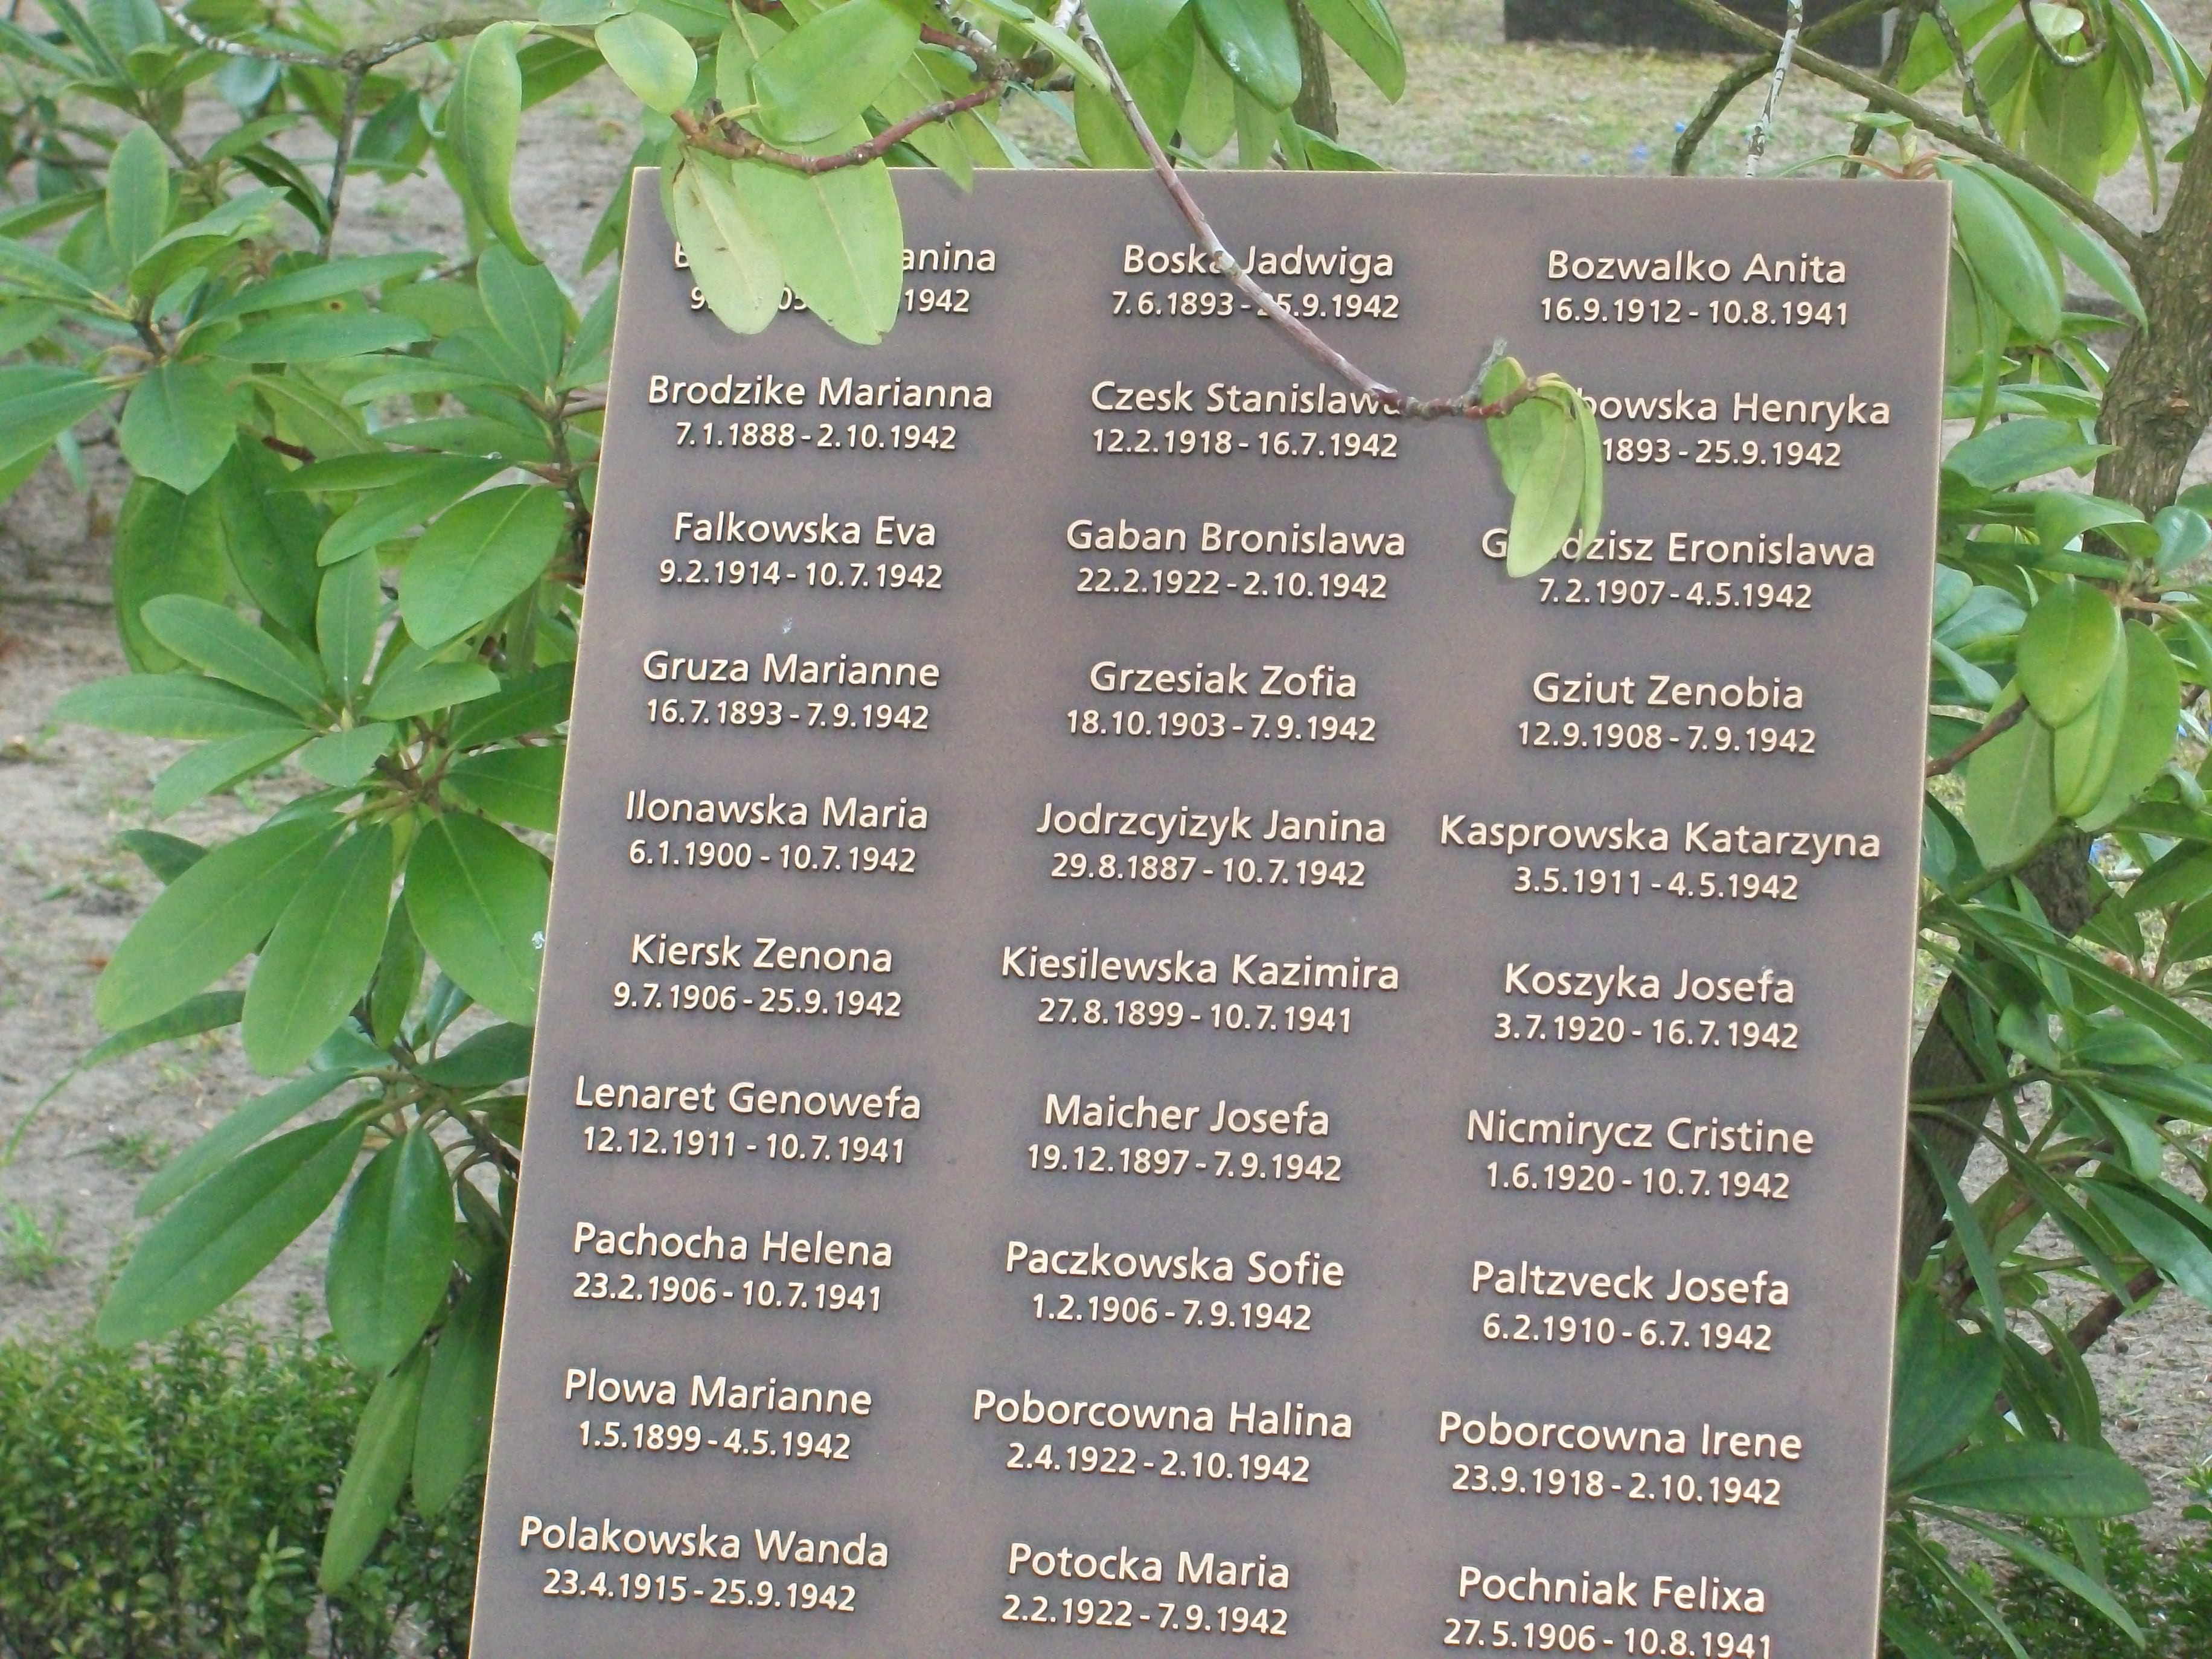 Boska Jadwiga
7.6.1893 - 25.9.1942
Bozwalko Anita
16.9.1912 - 10.8.1941
Brodzike Marianna
7.1.1888 - 2.10.1942
Czesk Stanislawa
12.2.1918 - 16.7.1942
Henryka
1893 - 25.9.1942
Falkowska Eva
9.2.1914 - 10.7.1942
Gaban Bronislawa
22.2.1922 - 2.10.1942
Eronislawa
7.2.1907 - 4.5.1942
Gruza Marianne
16.7.1893 - 7.9.1942
Grzesiak Zofia
18.10.1903 - 7.9.1942
Gziut Zenobia
12.9.1908 - 7.9.1942
Ilonawska Maria
6.1.1900 - 10.7.1942
Jodrzcyizyk Janina
29.8.1887 - 10.7.1942
Kasprowska Katarzyna
3.5.1911 - 4.5.1942
Kiersk Zenona
9.7.1906 - 25.9.1942
Kiesilewska Kazimira
27.8.1899 - 10.7.1941
Koszyka Josefa
3.7.1920 - 16.7.1942
Lenaret Genowefa
12.12.1911 - 10.7.1941
Maicher Josefa
19.12.1897 - 7.9.1942
Nicmirycz Cristine
1.6.1920 - 10.7.1942
Pachocha Helena
23.2.1906 - 10.7.1941
Paczkowska Sofie
1.2.1906 - 7.9.1942
Paltzveck Josefa
6.2.1910 - 6.7.1942
Plowa Marianne
1.5.1899 - 4.5.1942
Poborcowna Halina
2.4.1922 - 2.10.1942
Poborcowna Irene
23.9.1918 - 2.10.1942
Polakowska Wanda
23.4.1915 - 25.9.1942
Potocka Maria
2.2.1922 - 7.9.1942
Pochniak Felixa
27.5.1906 - 10.8.1941